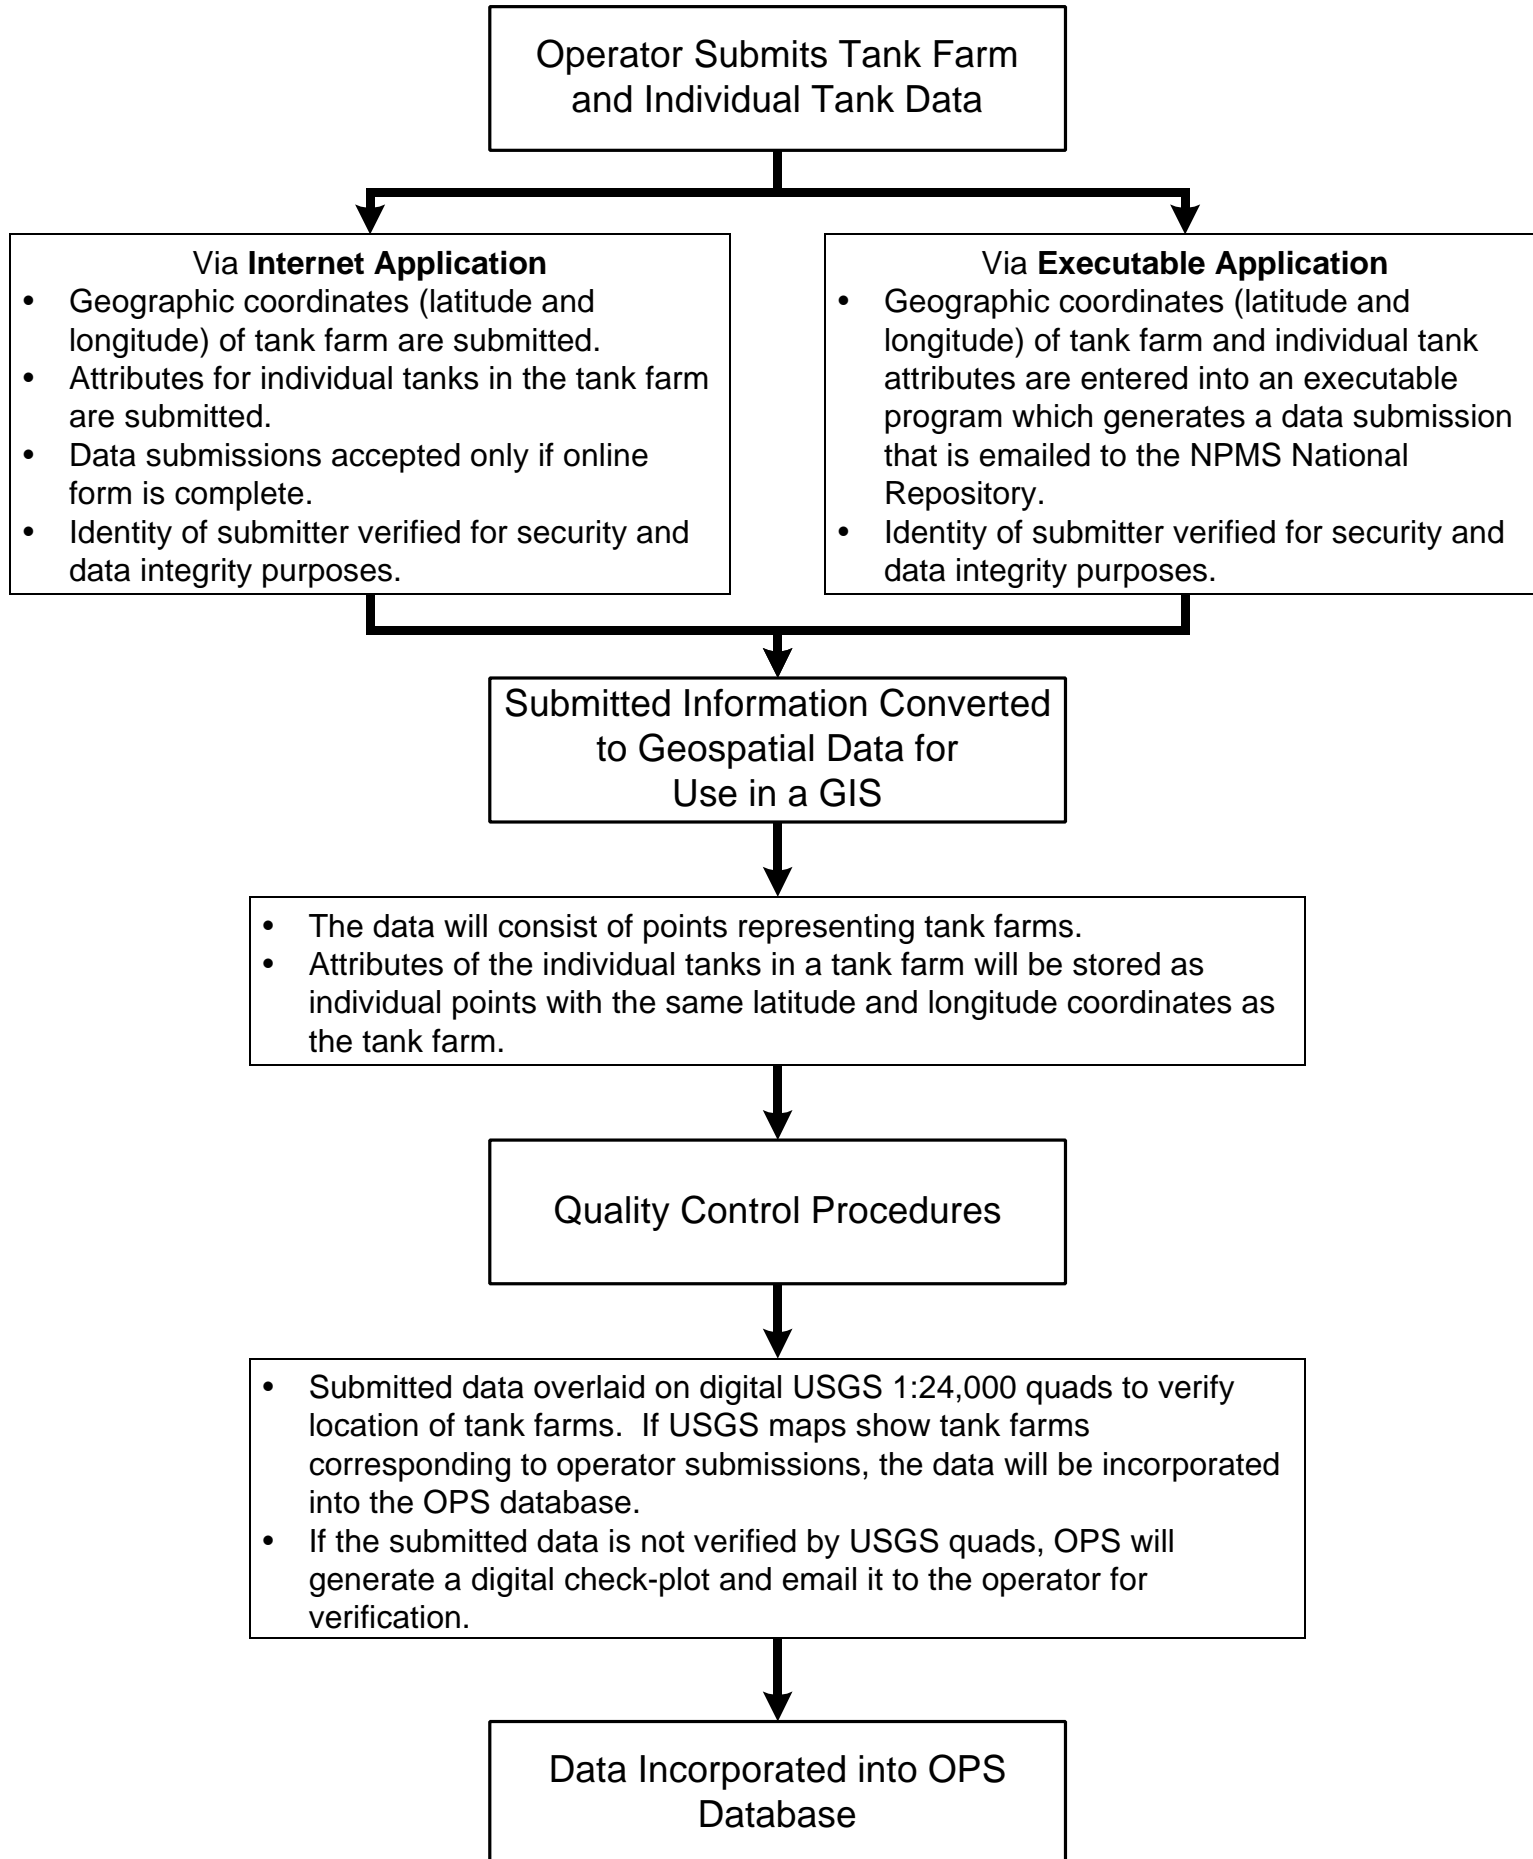 Operator Submits Tank Farm
and Individual Tank Data
Via Internet Application
• Geographic coordinates (latitude and
longitude) of tank farm are submitted.
• Attributes for individual tanks in the tank farm
are submitted.
• Data submissions accepted only if online
form is complete.
• Identity of submitter verified for security and
data integrity purposes.
Via Executable Application
• Geographic coordinates (latitude and
longitude) of tank farm and individual tank
attributes are entered into an executable
program which generates a data submission
that is emailed to the NPMS National
Repository.
• Identity of submitter verified for security and
data integrity purposes.
Submitted Information Converted
to Geospatial Data for
Use in a GIS
• The data will consist of points representing tank farms.
• Attributes of the individual tanks in a tank farm will be stored as
individual points with the same latitude and longitude coordinates as
the tank farm.
Quality Control Procedures
• Submitted data overlaid on digital USGS 1:24,000 quads to verify
location of tank farms.  If USGS maps show tank farms
corresponding to operator submissions, the data will be incorporated
into the OPS database.
• If the submitted data is not verified by USGS quads, OPS will
generate a digital check-plot and email it to the operator for
verification.
Data Incorporated into OPS
Database